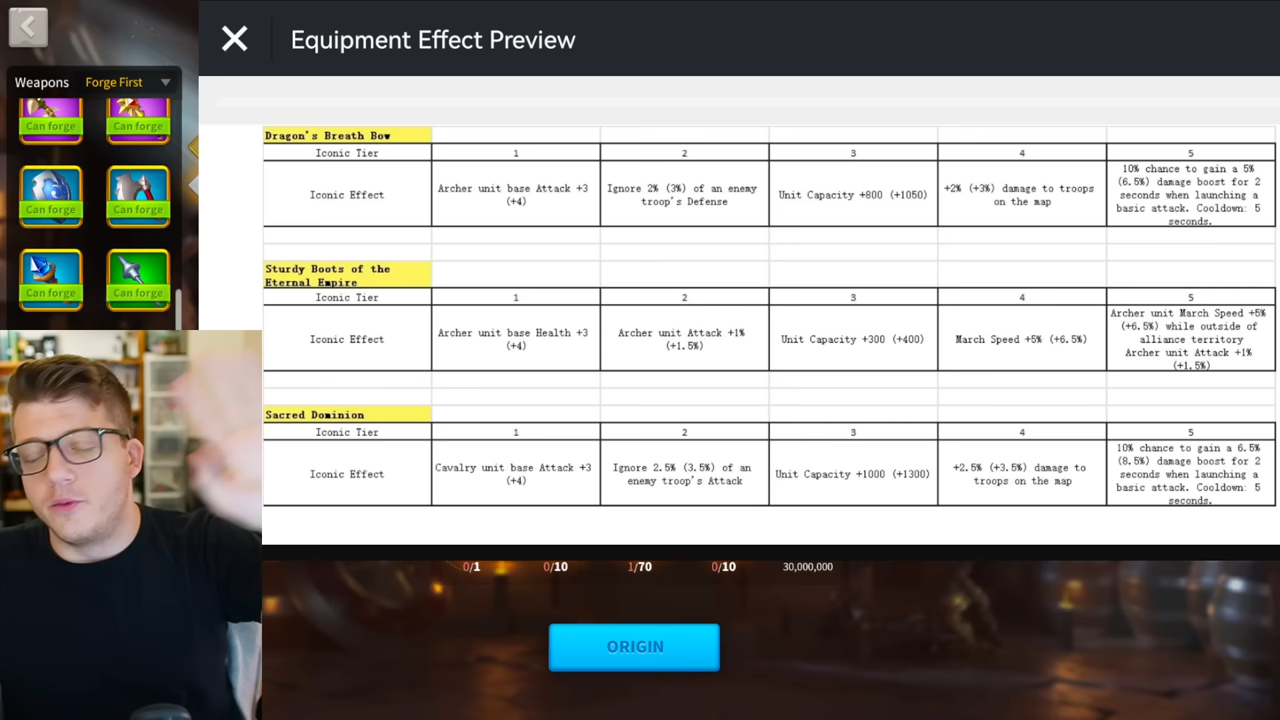 Equipment Effect Preview
Weapons Forge First
Can forge Can forge
Can forge Can forge
Can forge Can forge
Dragon's Breath Bow
Iconic Tier 1 2 3 4 5
Iconic Effect
Archer unit base Attack +3
(+4)
Ignore 2% (3%) of an enemy
troop's Defense
Unit Capacity +800 (+1050)
+2% (+3%) damage to troops
on the map
10% chance to gain a 5%
(6.5%) damage boost for 2
seconds when launching a
basic attack. Cooldown: 5
seconds.
Sturdy Boots of the
Eternal Empire
Iconic Tier 1 2 3 4 5
Iconic Effect
Archer unit base Health +3
(+4)
Archer unit Attack +1%
(+1.5%)
Unit Capacity +300 (+400)
March Speed +5% (+6.5%)
Archer unit March Speed +5%
(+6.5%) while outside of
alliance territory
Archer unit Attack +1%
(+1.5%)
Sacred Dominion
Iconic Tier 1 2 3 4 5
Iconic Effect
Cavalry unit base Attack +3
(+4)
Ignore 2.5% (3.5%) of an
enemy troop's Attack
Unit Capacity +1000 (+1300)
+2.5% (+3.5%) damage to
troops on the map
10% chance to gain a 6.5%
(8.5%) damage boost for 2
seconds when launching a
basic attack. Cooldown: 5
seconds.
0/1 0/10 1/70 0/10 30,000,000
ORIGIN